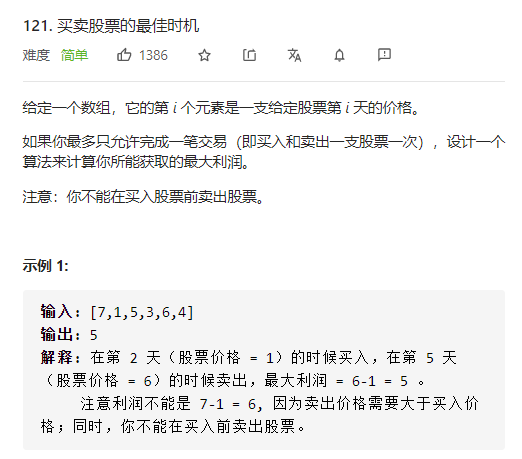 121. 买卖股票的最佳时机
难度 简单 1386
给定一个数组，它的第 i 个元素是一支给定股票第 i 天的价格。
如果你最多只允许完成一笔交易（即买入和卖出一支股票一次），设计一个
算法来计算你所能获取的最大利润。
注意：你不能在买入股票前卖出股票。
示例 1:
输入: [7,1,5,3,6,4]
输出: 5
解释: 在第 2 天（股票价格 = 1）的时候买入，在第 5 天
（股票价格 = 6）的时候卖出，最大利润 = 6-1 = 5 。
注意利润不能是 7-1 = 6, 因为卖出价格需要大于买入价
格；同时，你不能在买入前卖出股票。